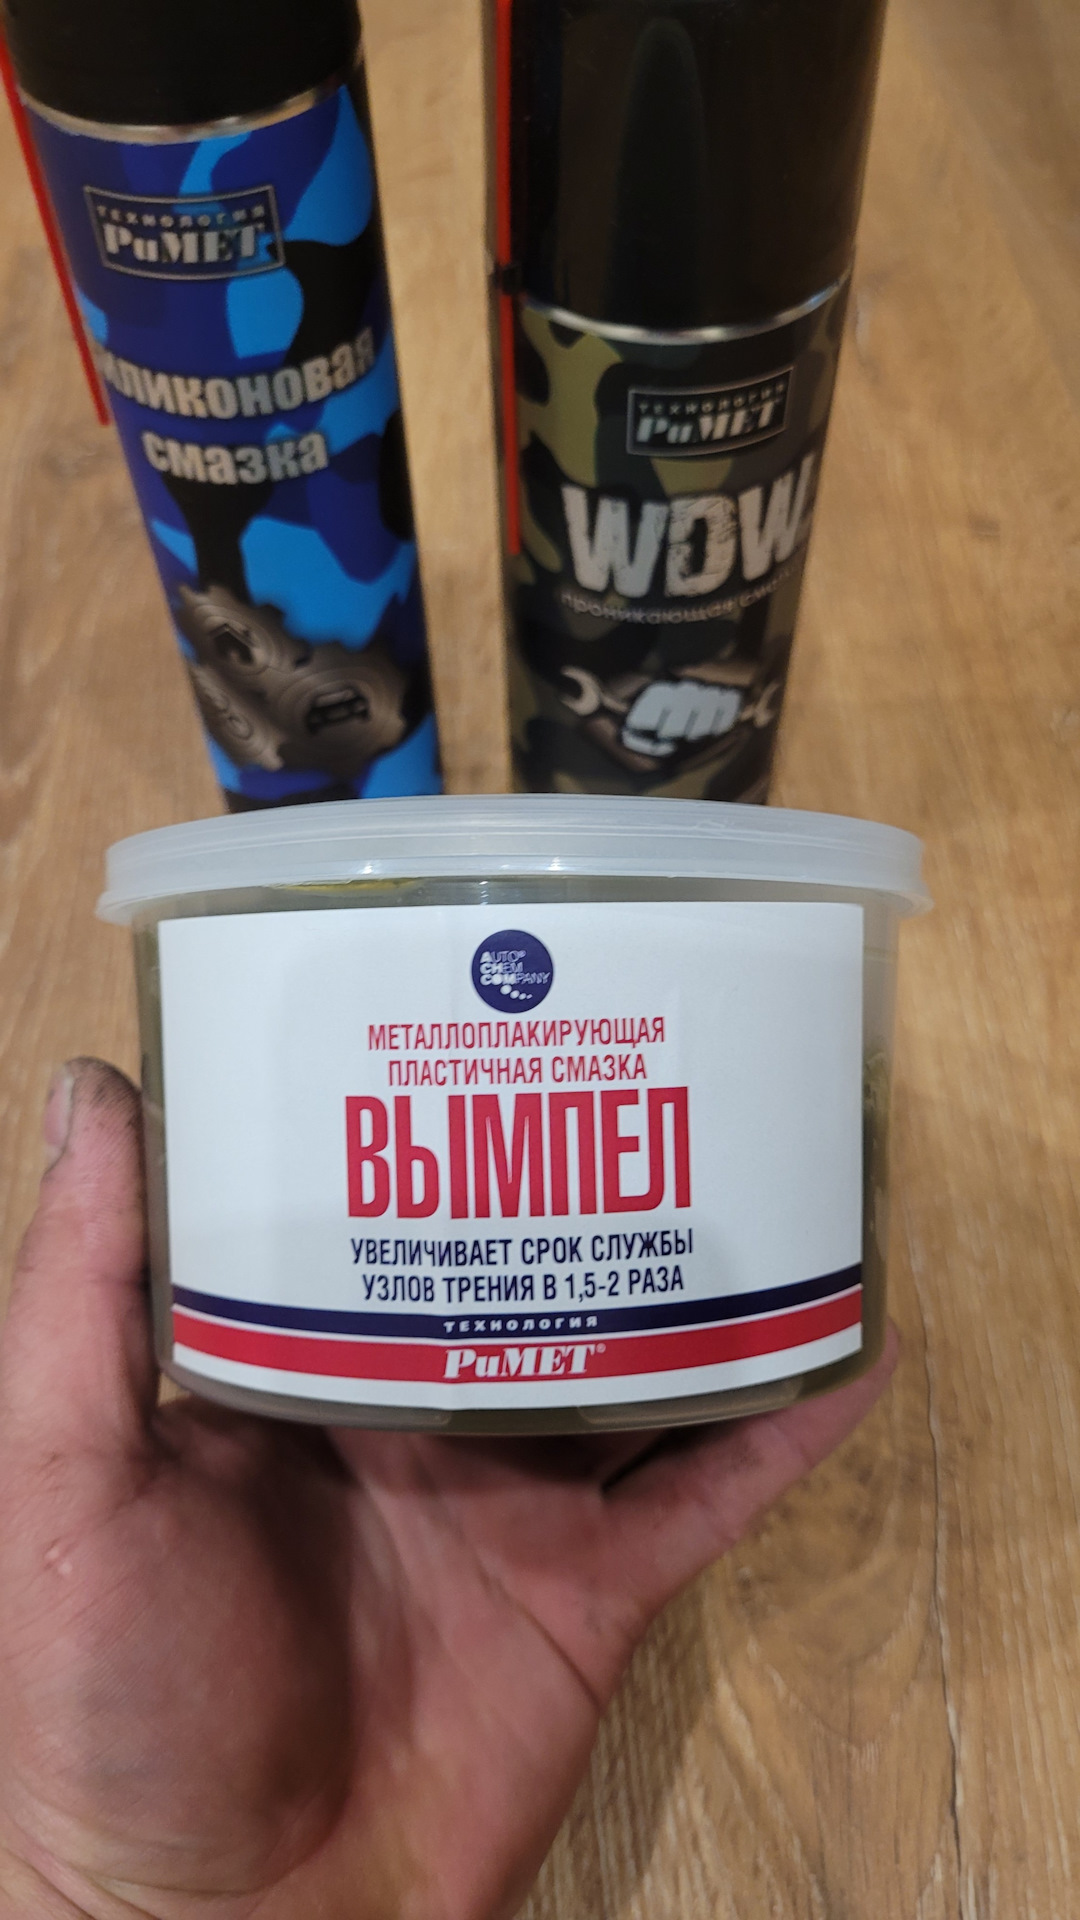 ТЕХНОЛОГИЯ
РиМЕТ
иликоновая
смазка
ТЕХНОЛОГИЯ
РиМЕТ
WDW
проникающая
AUTO®
CHEM
COMPANY
МЕТАЛЛОПЛАКИРУЮЩАЯ
ПЛАСТИЧНАЯ СМАЗКА
ВЫМПЕЛ
УВЕЛИЧИВАЕТ СРОК СЛУЖБЫ
УЗЛОВ ТРЕНИЯ В 1,5-2 РАЗА
ТЕХНОЛОГИЯ
РиМЕТ®